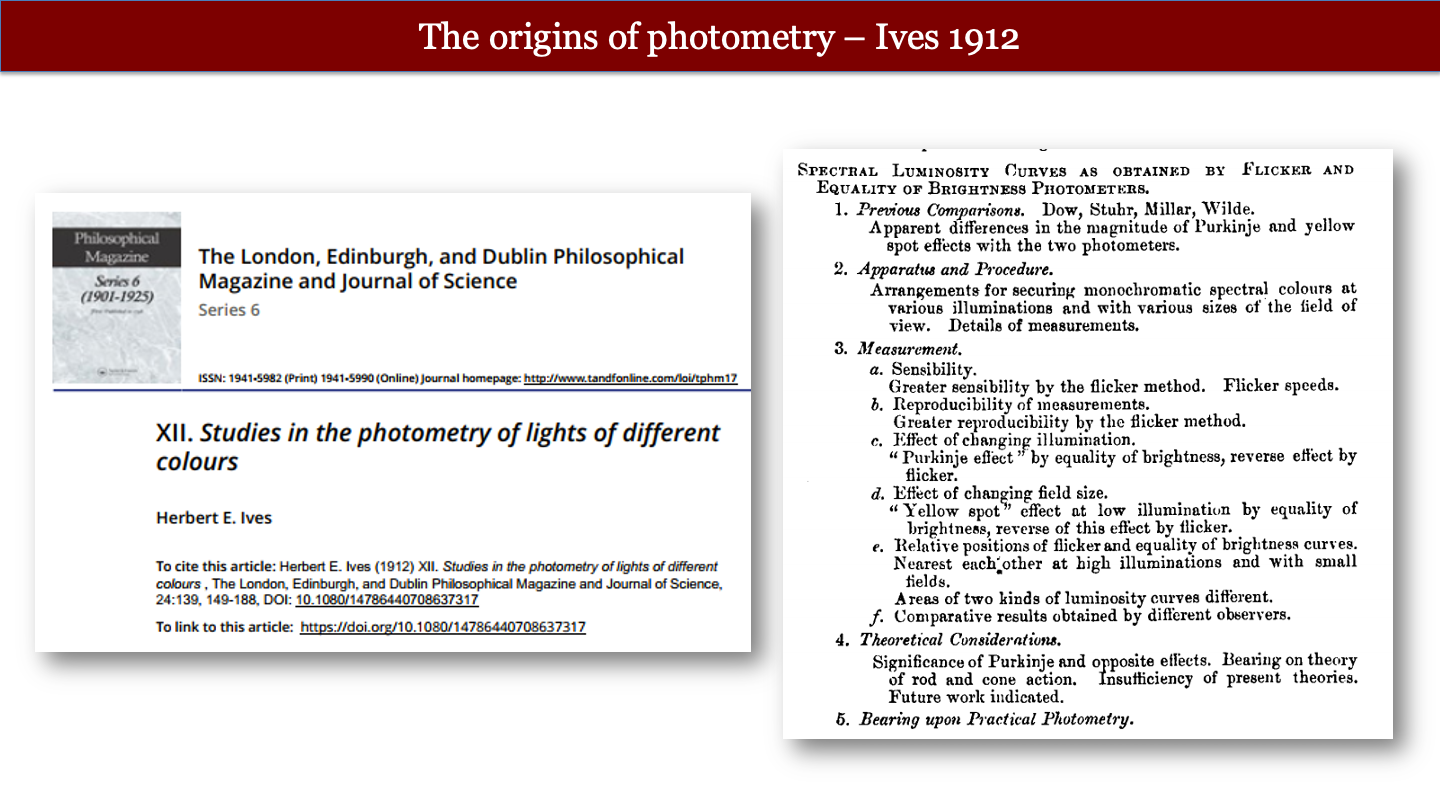 The origins of photometry – Ives 1912
Philosophical
Magazine
Series 6
(1901-1925)
The London, Edinburgh, and Dublin Philosophical
Magazine and Journal of Science
Series 6
ISSN: 1941-5982 (Print) 1941-5990 (Online) Journal homepage: http://www.tandfonline.com/loi/tphm17
XII. Studies in the photometry of lights of different
colours
Herbert E. Ives
To cite this article: Herbert E. Ives (1912) XII. Studies in the photometry of lights of different
colours , The London, Edinburgh, and Dublin Philosophical Magazine and Journal of Science,
24:139, 149-188, DOI: 10.1080/14786440708637317
To link to this article: https://doi.org/10.1080/14786440708637317
SPECTRAL LUMINOSITY CURVES AS OBTAINED BY FLICKER AND
EQUALITY OF BRIGHTNESS PHOTOMETERS.
1. Previous Comparisons. Dow, Stuhr, Millar, Wilde.
Apparent differences in the magnitude of Purkinje and yellow
spot effects with the two photometers.
2. Apparatus and Procedure.
Arrangements for securing monochromatic spectral colours at
various illuminations and with various sizes of the field of
view. Details of measurements.
3. Measurement.
a. Sensibility.
Greater sensibility by the flicker method. Flicker speeds.
b. Reproducibility of measurements.
Greater reproducibility by the flicker method.
c. Effect of changing illumination.
"Purkinje effect" by equality of brightness, reverse effect by
flicker.
d. Effect of changing field size.
"Yellow spot" effect at low illumination by equality of
brightness, reverse of this effect by flicker.
e. Relative positions of flicker and equality of brightness curves.
Nearest each other at high illuminations and with small
fields.
Areas of two kinds of luminosity curves different.
f. Comparative results obtained by different observers.
4. Theoretical Considerations.
Significance of Purkinje and opposite effects. Bearing on theory
of rod and cone action. Insufficiency of present theories.
Future work indicated.
5. Bearing upon Practical Photometry.